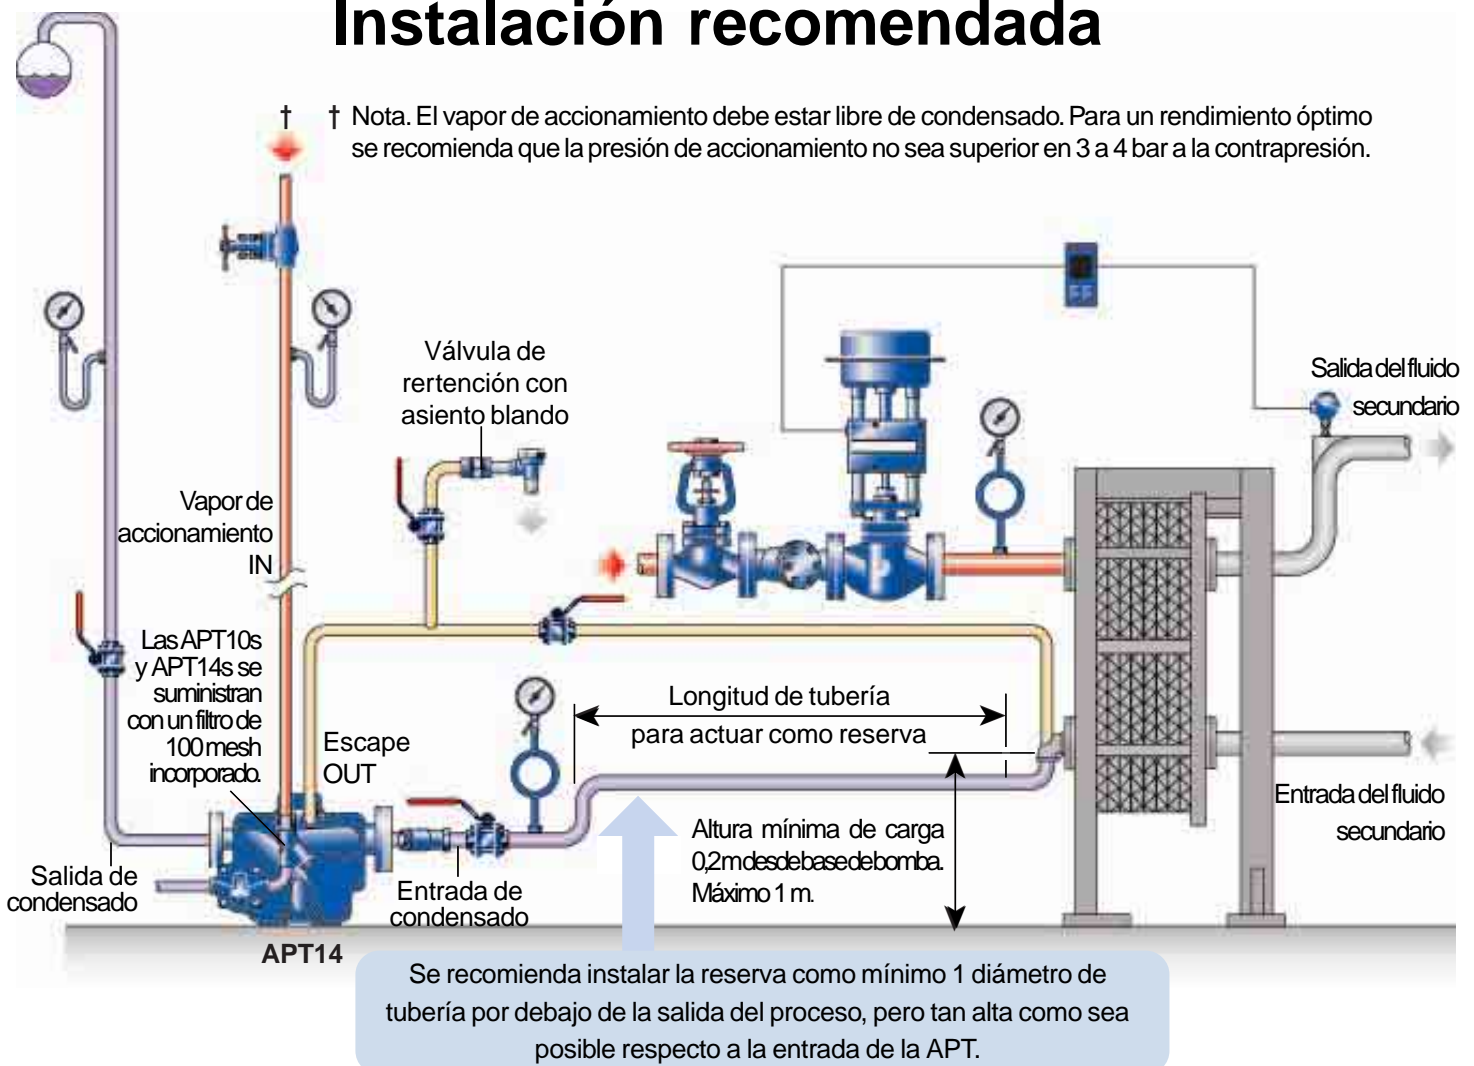 Instalación recomendada
†
† Nota. El vapor de accionamiento debe estar libre de condensado. Para un rendimiento óptimo
se recomienda que la presión de accionamiento no sea superior en 3 a 4 bar a la contrapresión.
Válvula de
rertención con
asiento blando
Salida del fluido
secundario
Vapor de
accionamiento
IN
Las APT10s
y APT14s se
suministran
con un filtro de
100 mesh
incorporado.
Escape
OUT
Longitud de tubería
para actuar como reserva
Entrada del fluido
secundario
Altura mínima de carga
0,2 m desde base de bomba.
Máximo 1 m.
Salida de
condensado
Entrada de
condensado
APT14
Se recomienda instalar la reserva como mínimo 1 diámetro de
tubería por debajo de la salida del proceso, pero tan alta como sea
posible respecto a la entrada de la APT.